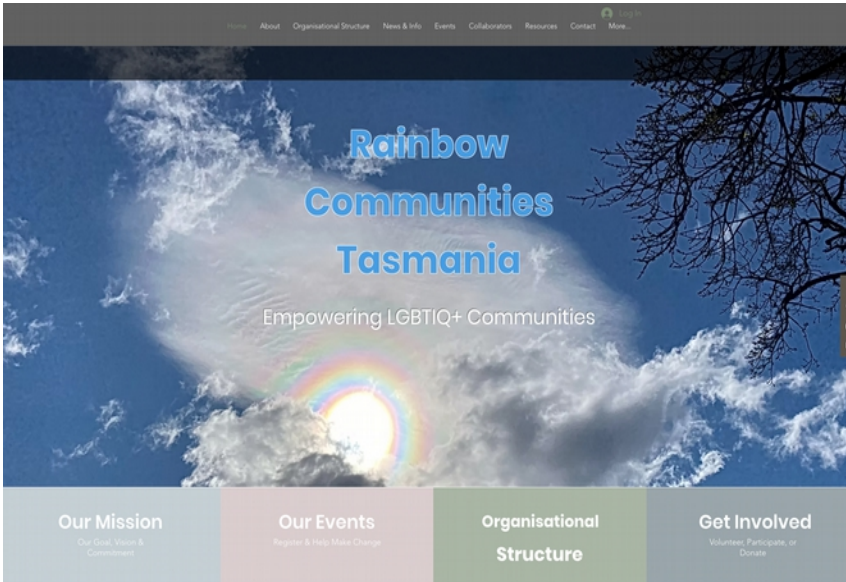 Log In
Home About Organisational Structure News & Info Events Collaborators Resources Contact More...
Rainbow
Communities
Tasmania
Empowering LGBTIQ+ Communities
Our Mission
Our Goal, Vision &
Commitment
Our Events
Register & Help Make Change
Organisational
Structure
Get Involved
Volunteer, Participate, or
Donate